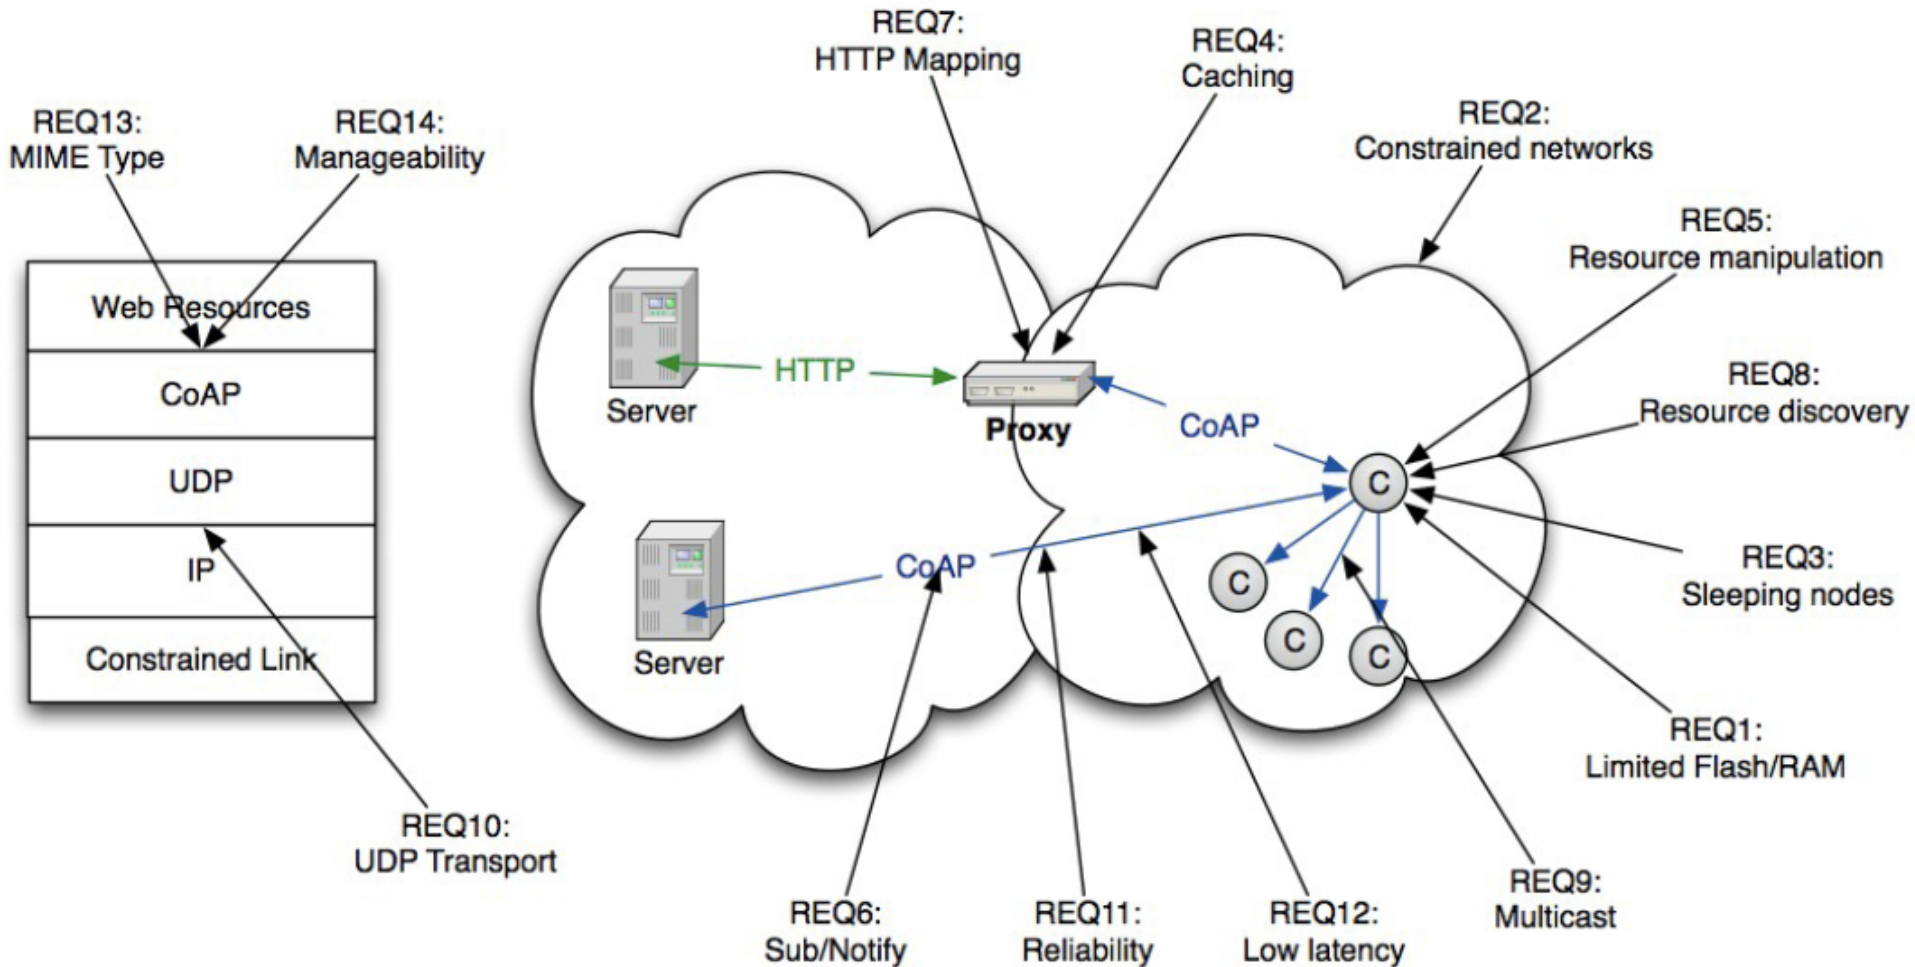 REQ7:
HTTP Mapping
REQ4:
Caching
REQ2:
Constrained networks
REQ13:
MIME Type
REQ14:
Manageability
REQ5:
Resource manipulation
Web Resources
CoAP
UDP
IP
Constrained Link
HTTP
Server
Proxy
CoAP
REQ8:
Resource discovery
C
CoAP
Server
C
C
C
REQ3:
Sleeping nodes
REQ1:
Limited Flash/RAM
REQ10:
UDP Transport
REQ6:
Sub/Notify
REQ11:
Reliability
REQ12:
Low latency
REQ9:
Multicast